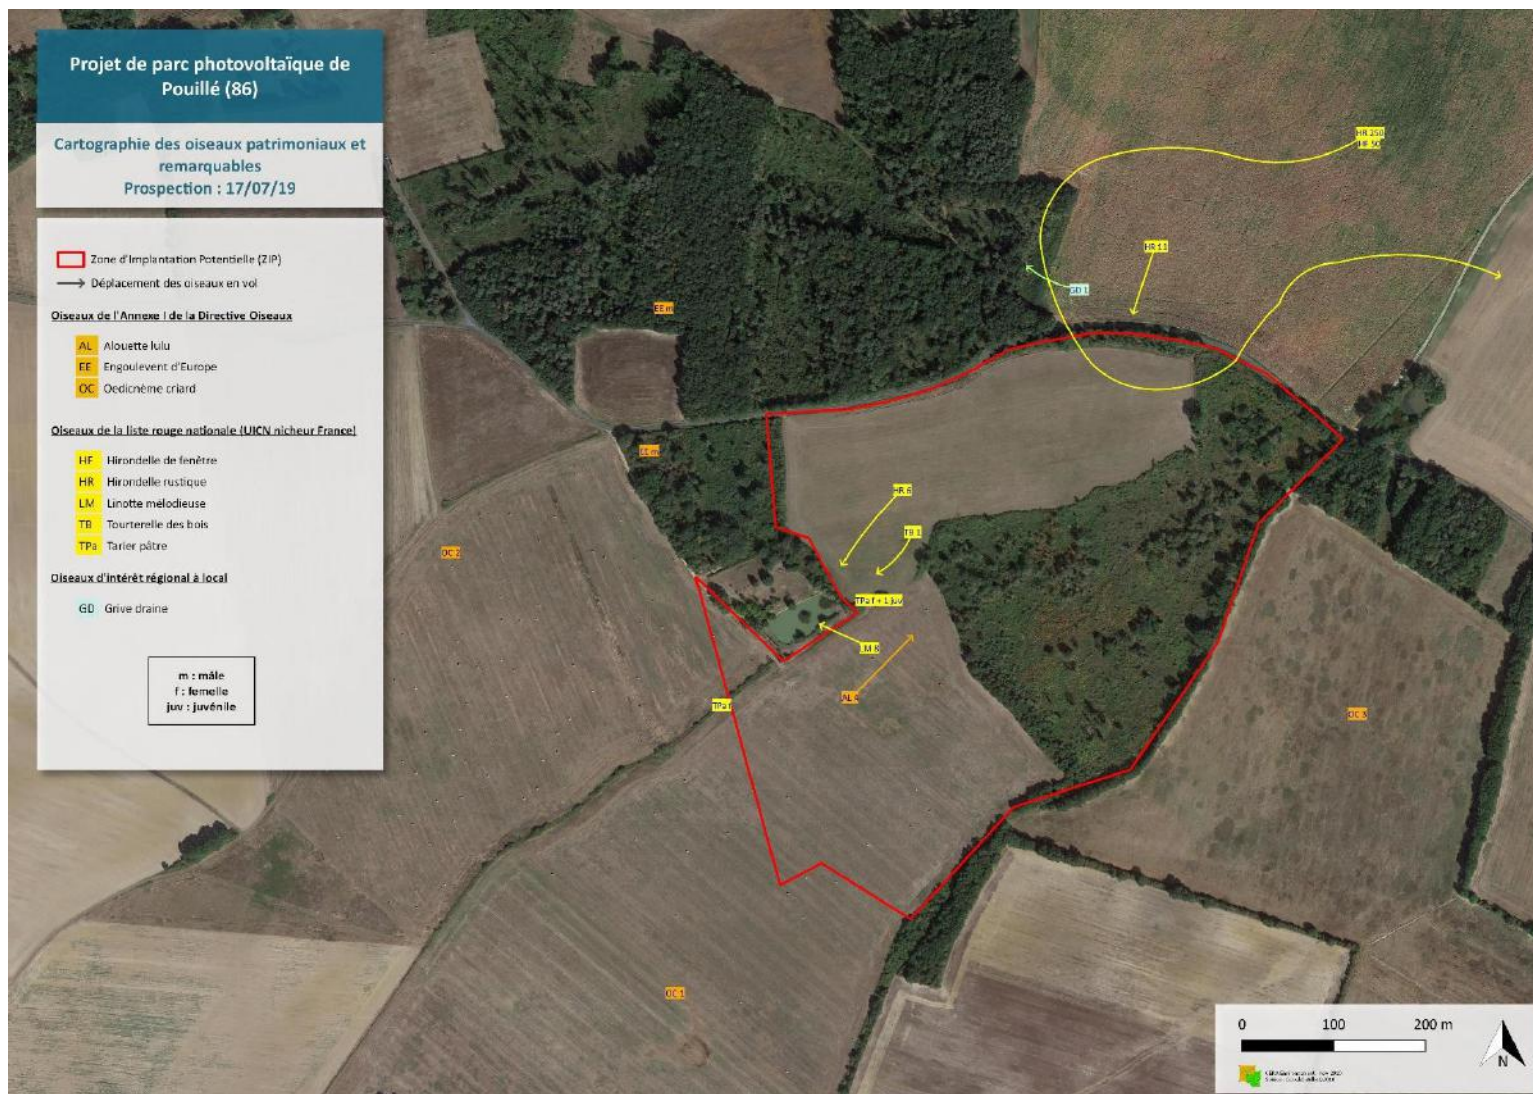 Projet de parc photovoltaïque de
Pouillé (86)
Cartographie des oiseaux patrimoniaux et
remarquables
Prospection : 17/07/19
Zone d'Implantation Potentielle (ZIP)
Déplacement des oiseaux en vol
Oiseaux de l'Annexe I de la Directive Oiseaux
AL Alouette lulu
EE Engoulevent d'Europe
OC Oedicnème criard
Oiseaux de la liste rouge nationale (UICN nicheur France)
HF Hirondelle de fenêtre
HR Hirondelle rustique
LM Linotte mélodieuse
TB Tourterelle des bois
TPa Tarier pâtre
Oiseaux d'intérêt régional à local
GD Grive draine
m : mâle
f : femelle
juv : juvénile
HR 250
HF 50
HR 11
GD 1
EE m
EE m
HR 6
TB 1
OC 2
TPa f + 1 juv
LM 8
AL 4
TPa f
OC 3
OC 1
0 100 200 m
N